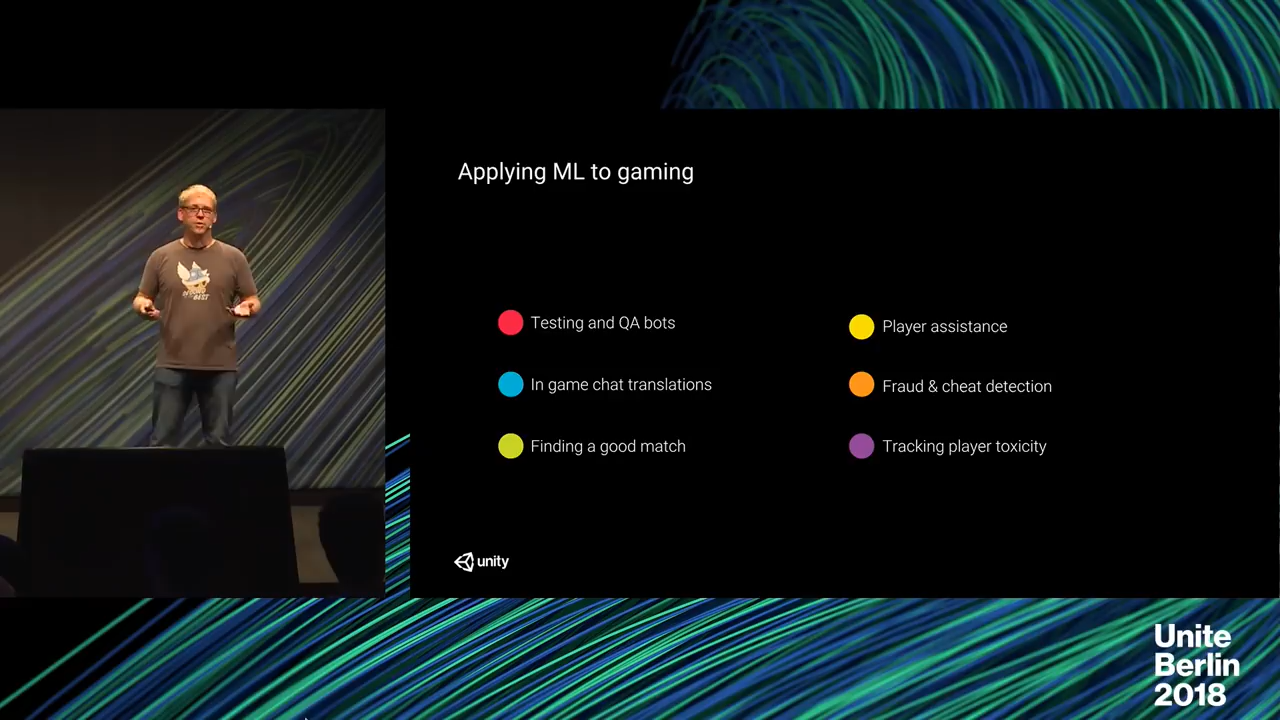 Applying ML to gaming
Testing and QA bots
Player assistance
In game chat translations
Fraud & cheat detection
Finding a good match
Tracking player toxicity
unity
Unite
Berlin
2018